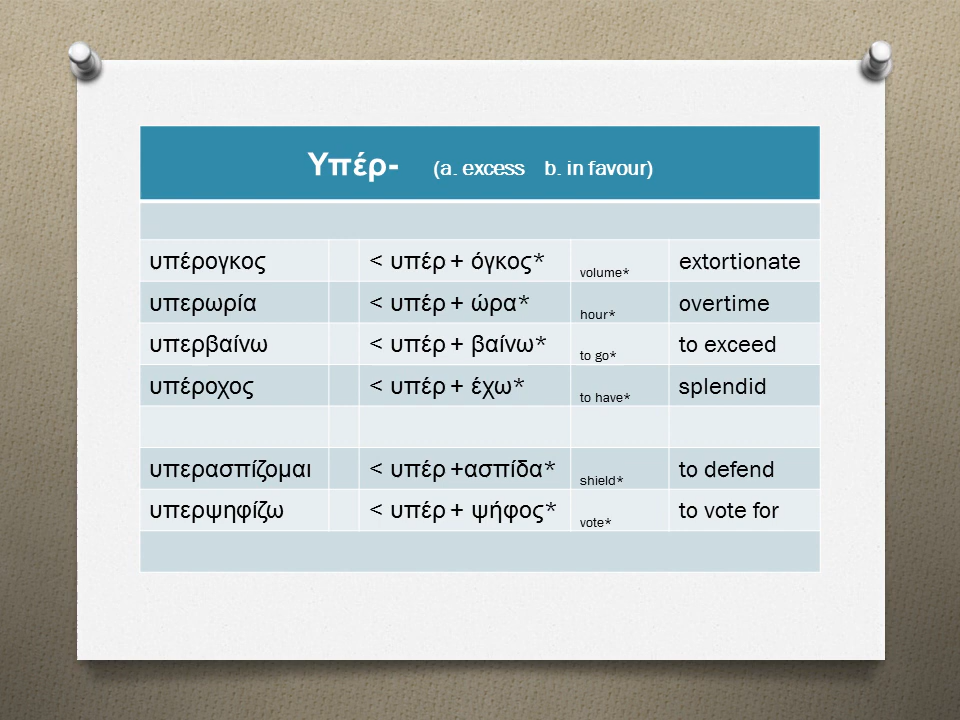 Υπέρ- (a. excess b. in favour)
υπέρογκος < υπέρ + όγκος* volume* extortionate
υπερωρία < υπέρ + ώρα* hour* overtime
υπερβαίνω < υπέρ + βαίνω* to go* to exceed
υπέροχος < υπέρ + έχω* to have* splendid
υπερασπίζομαι < υπέρ +ασπίδα* shield* to defend
υπερψηφίζω < υπέρ + ψήφος* vote* to vote for